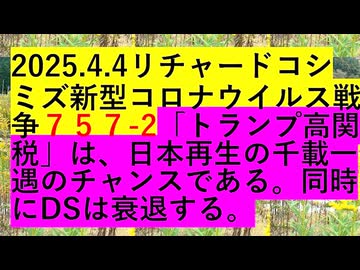 2025.4.4リチャードコシ
ミズ新型コロナウイルス戦
争７５７-2「トランプ高関
税」は、日本再生の千載一
遇のチャンスである。同時
にDSは衰退する。